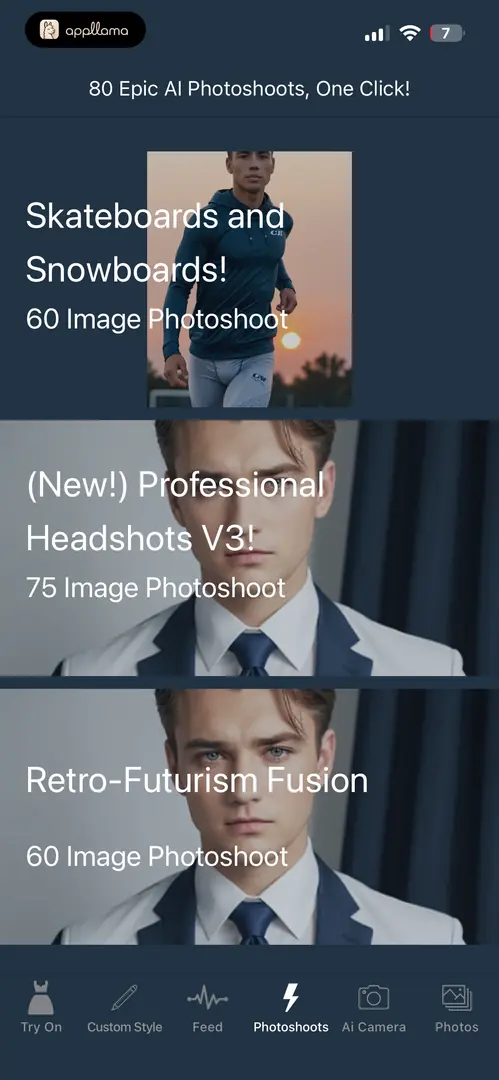 appllama
7
80 Epic AI Photoshoots, One Click!
Skateboards and
Snowboards!
60 Image Photoshoot
(New!) Professional
Headshots V3!
75 Image Photoshoot
Retro-Futurism Fusion
60 Image Photoshoot
Try On Custom Style Feed Photoshoots Ai Camera Photos